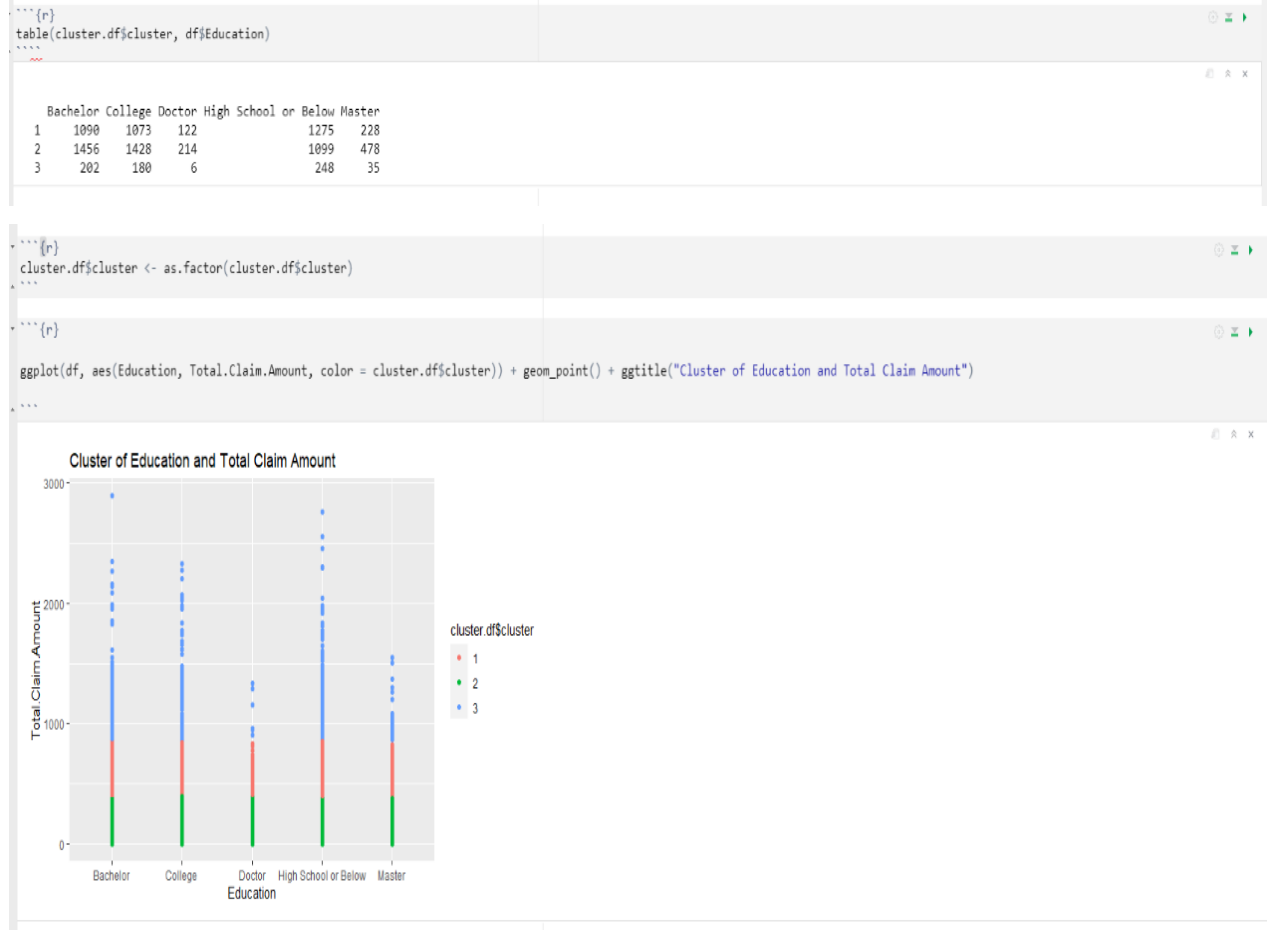 ```{r}
table(cluster.df$cluster, df$Education)
````
Bachelor College Doctor High School or Below Master
1 1090 1073 122 1275 228
2 1456 1428 214 1099 478
3 202 180 6 248 35
```{r}
cluster.df$cluster <- as.factor(cluster.df$cluster)
```
```{r}
ggplot(df, aes(Education, Total.Claim.Amount, color = cluster.df$cluster)) + geom_point() + ggtitle("Cluster of Education and Total Claim Amount")
```
Cluster of Education and Total Claim Amount
3000
2000
1000
0
Total.Claim.Amount
Bachelor College Doctor High School or Below Master
Education
cluster.df$cluster
1
2
3